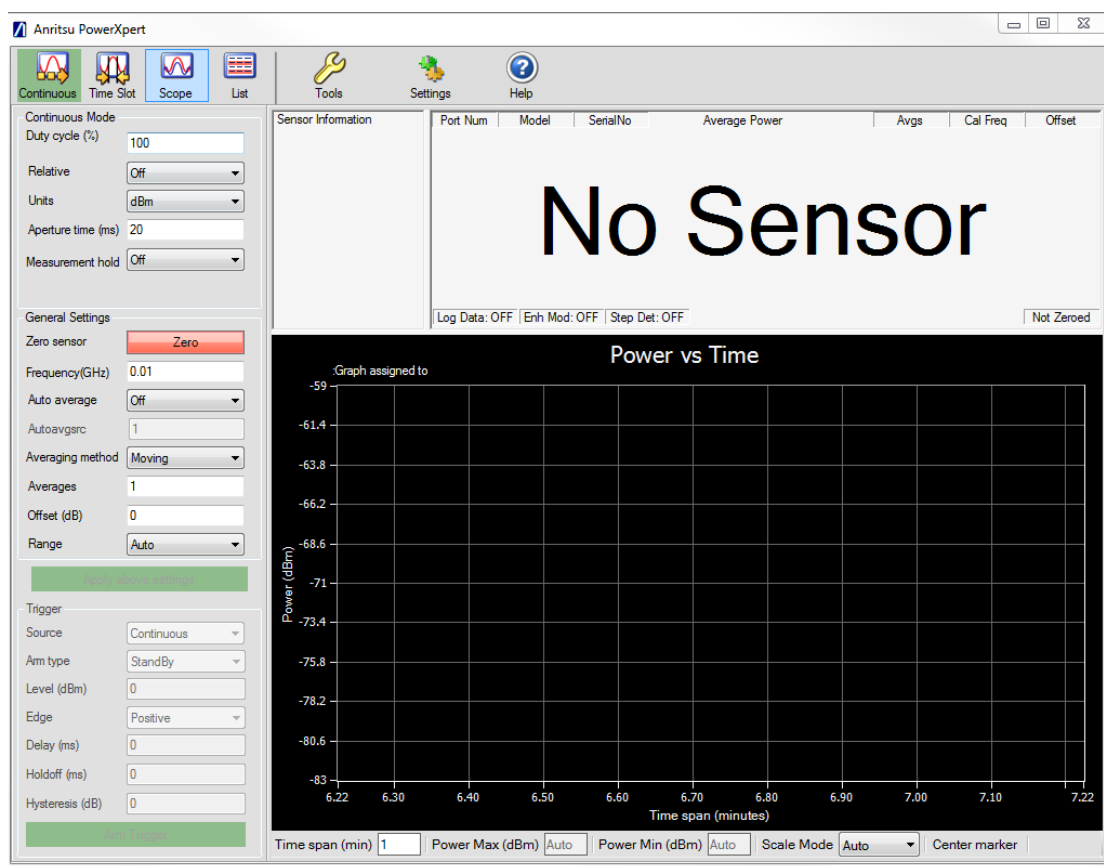 Anritsu PowerXpert
Continuous Time Slot Scope List Tools Settings Help
Continuous Mode
Duty cycle (%) 100
Relative Off
Units dBm
Aperture time (ms) 20
Measurement hold Off
General Settings
Zero sensor Zero
Frequency(GHz) 0.01
Auto average Off
Autoavgsrc 1
Averaging method Moving
Averages 1
Offset (dB) 0
Range Auto
Apply above settings
Trigger
Source Continuous
Arm type StandBy
Level (dBm) 0
Edge Positive
Delay (ms) 0
Holdoff (ms) 0
Hysteresis (dB) 0
Arm Trigger
Sensor Information
Port Num Model SerialNo Average Power Avgs Cal Freq Offset
No Sensor
Log Data: OFF Enh Mod: OFF Step Det: OFF Not Zeroed
Power vs Time
:Graph assigned to
-59
-61.4
-63.8
-66.2
-68.6
-71
-73.4
-75.8
-78.2
-80.6
-83
Power (dBm)
6.22 6.30 6.40 6.50 6.60 6.70 6.80 6.90 7.00 7.10 7.22
Time span (minutes)
Time span (min) 1 Power Max (dBm) Auto Power Min (dBm) Auto Scale Mode Auto Center marker